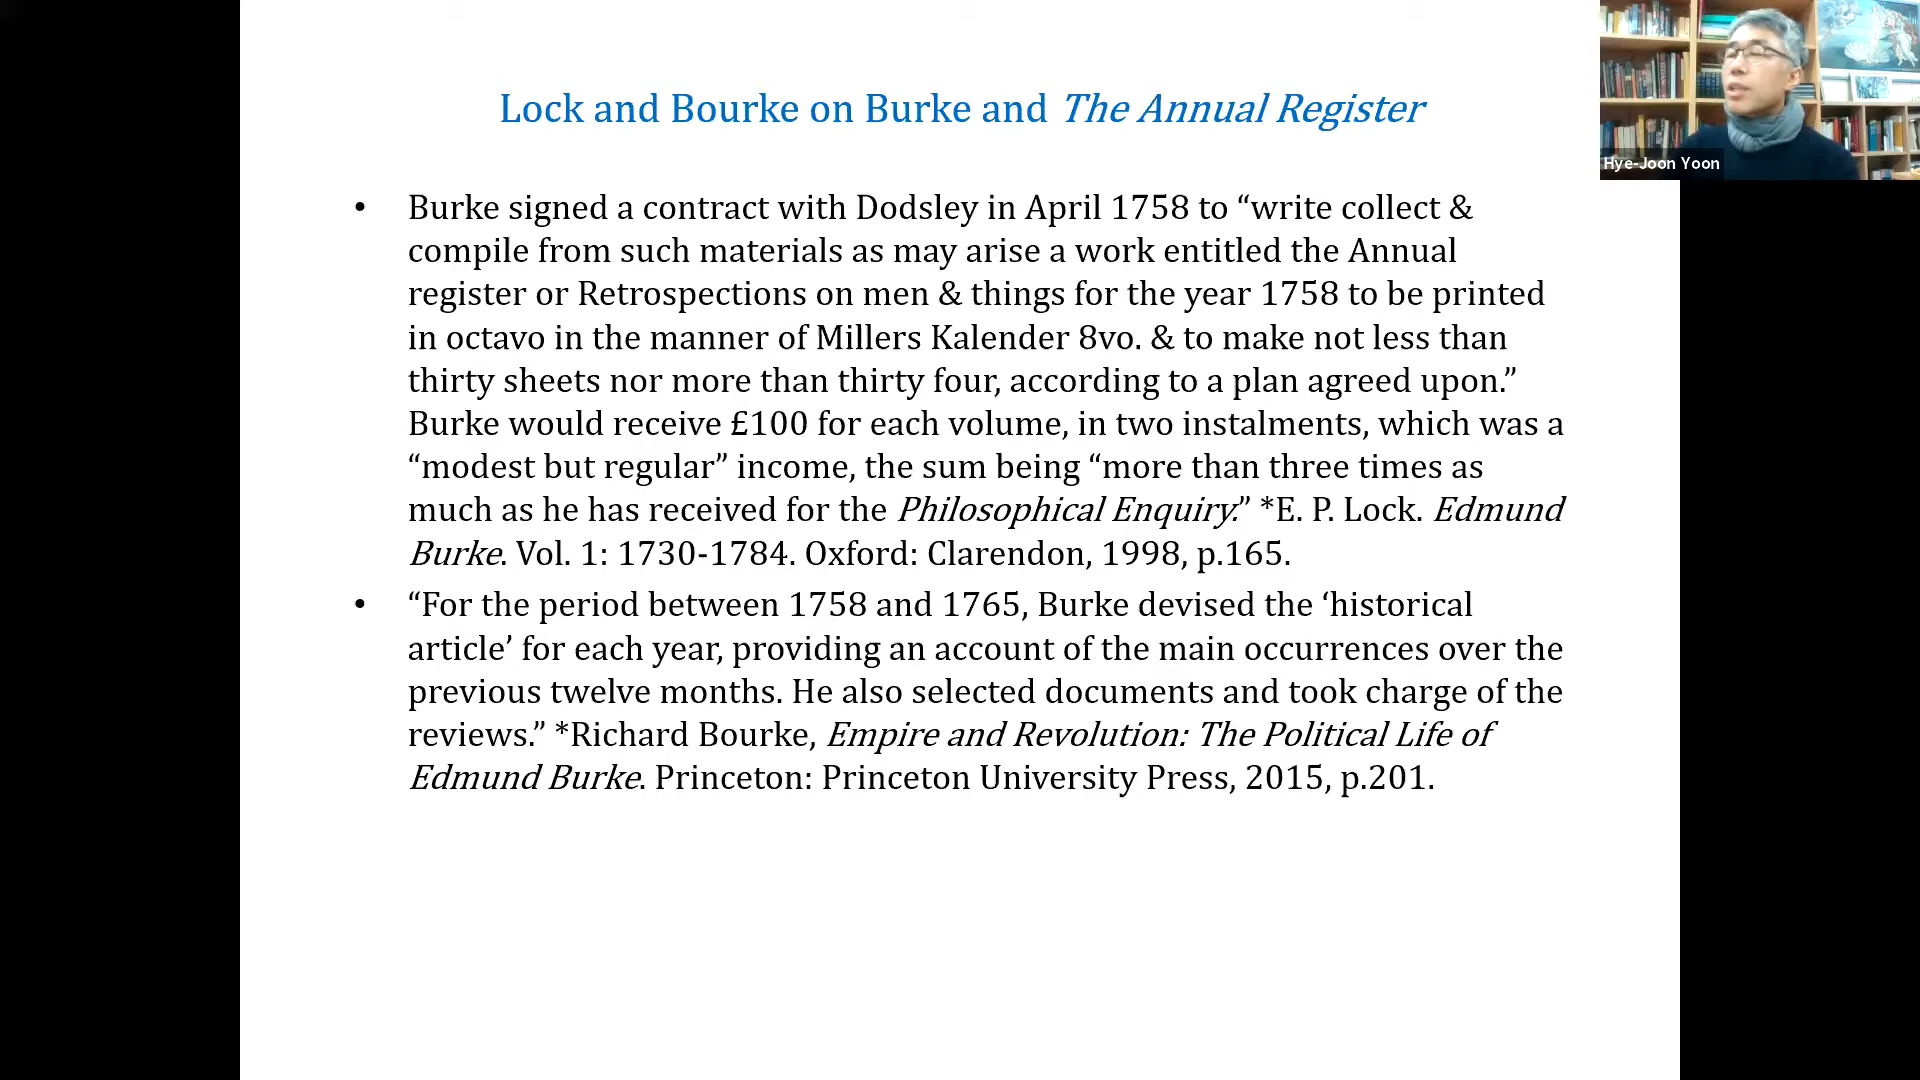 Lock and Bourke on Burke and The Annual Register
Hye-Joon Yoon
• Burke signed a contract with Dodsley in April 1758 to “write collect &
compile from such materials as may arise a work entitled the Annual
register or Retrospections on men & things for the year 1758 to be printed
in octavo in the manner of Millers Kalender 8vo. & to make not less than
thirty sheets nor more than thirty four, according to a plan agreed upon.”
Burke would receive £100 for each volume, in two instalments, which was a
“modest but regular” income, the sum being “more than three times as
much as he has received for the Philosophical Enquiry.” *E. P. Lock. Edmund
Burke. Vol. 1: 1730-1784. Oxford: Clarendon, 1998, p.165.
• “For the period between 1758 and 1765, Burke devised the ‘historical
article’ for each year, providing an account of the main occurrences over the
previous twelve months. He also selected documents and took charge of the
reviews.” *Richard Bourke, Empire and Revolution: The Political Life of
Edmund Burke. Princeton: Princeton University Press, 2015, p.201.